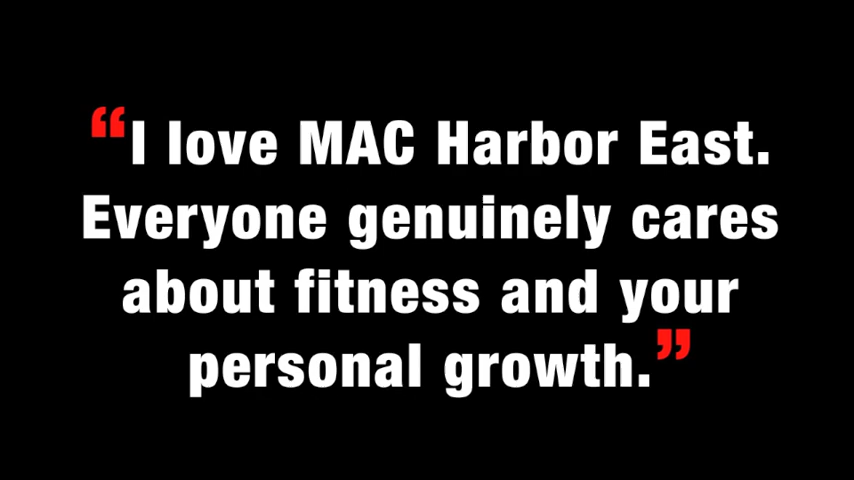 “I love MAC Harbor East.
Everyone genuinely cares
about fitness and your
personal growth.”